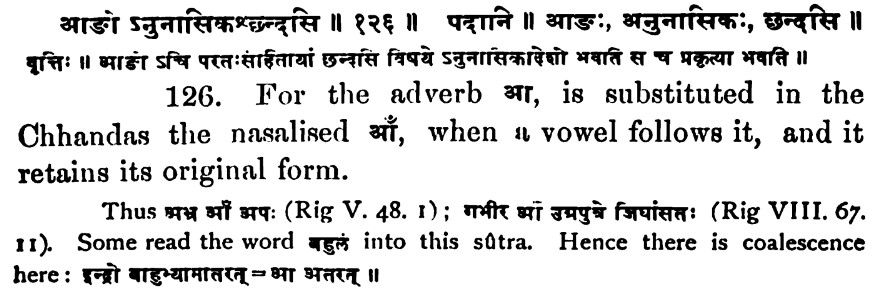 आङो ऽनुनासिकश्छन्दसि ॥ १२६ ॥ पदानि ॥ आङः, अनुनासिकः, छन्दसि ॥
वृत्तिः ॥ आङो ऽचि परतःसंहितायां छन्दसि विषये ऽनुनासिकादेशो भवति स च प्रकृत्या भवति ॥
126. For the adverb आ, is substituted in the
Chhandas the nasalised आँ, when a vowel follows it, and it
retains its original form.
Thus अभ्र आँ अपः (Rig V. 48. 1); गभीर आँ उग्रपुत्रे जिघांसतः (Rig VIII. 67.
11). Some read the word बहुलं into this sûtra. Hence there is coalescence
here: इन्द्रो बाहुभ्यामातरत् = आ अतरत् ॥